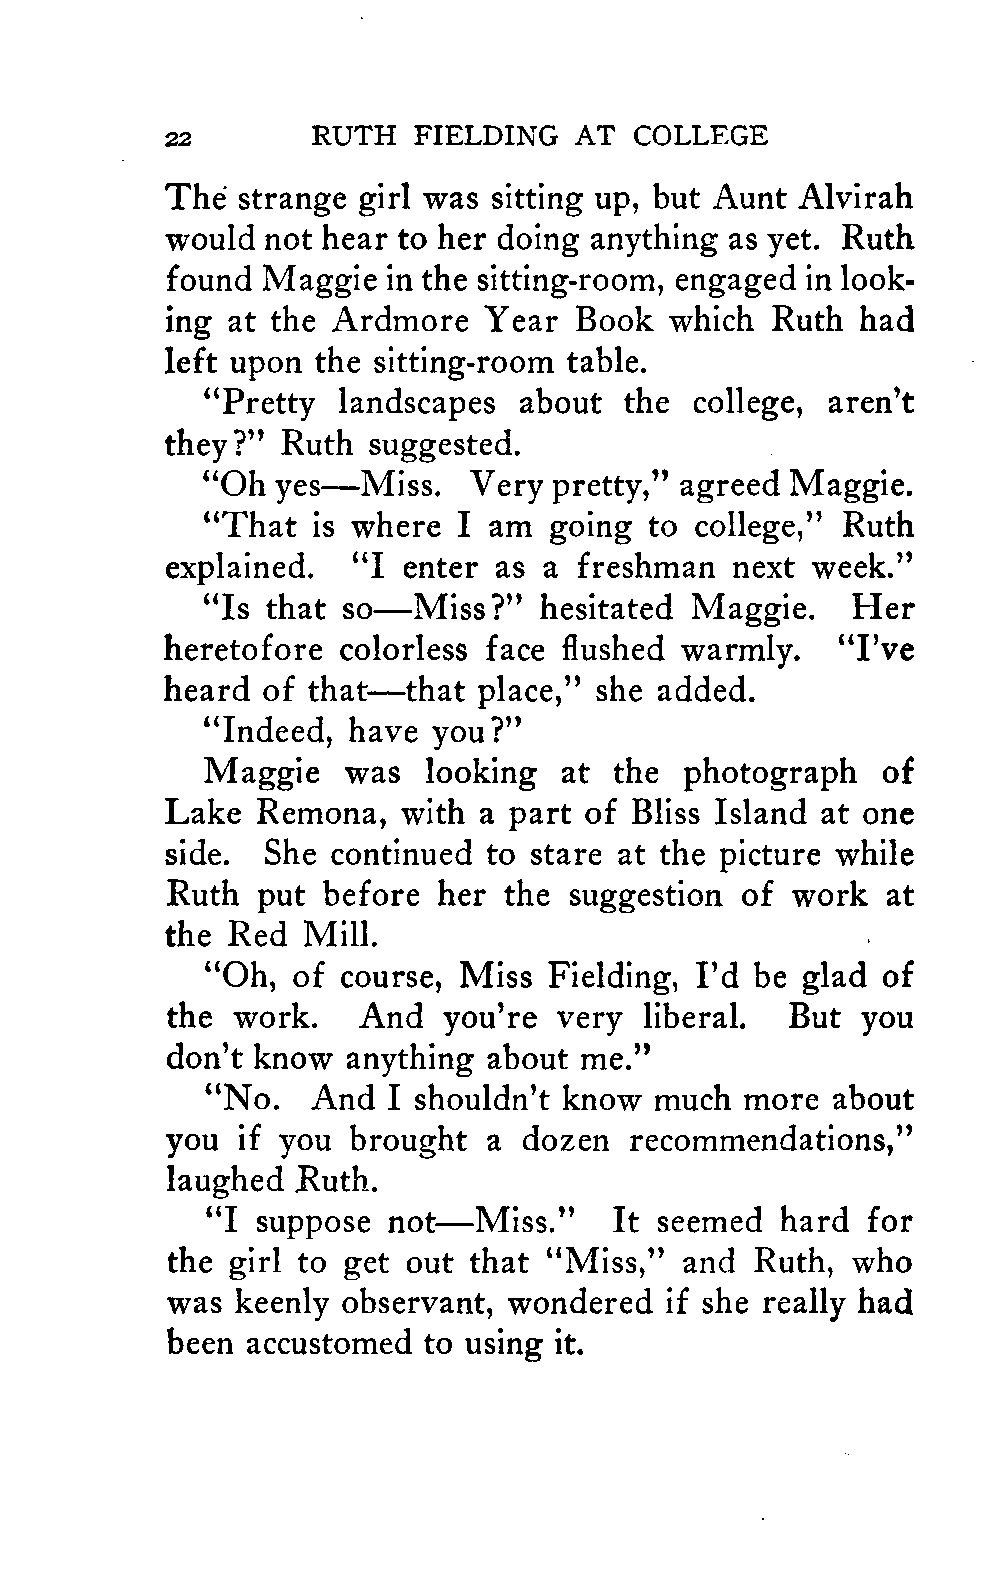 22 RUTH FIELDING AT COLLEGE
The strange girl was sitting up, but Aunt Alvirah
would not hear to her doing anything as yet. Ruth
found Maggie in the sitting-room, engaged in look-
ing at the Ardmore Year Book which Ruth had
left upon the sitting-room table.
“Pretty landscapes about the college, aren’t
they?” Ruth suggested.
“Oh yes—Miss. Very pretty,” agreed Maggie.
“That is where I am going to college,” Ruth
explained. “I enter as a freshman next week.”
“Is that so—Miss?” hesitated Maggie. Her
heretofore colorless face flushed warmly. “I’ve
heard of that—that place,” she added.
“Indeed, have you?”
Maggie was looking at the photograph of
Lake Remona, with a part of Bliss Island at one
side. She continued to stare at the picture while
Ruth put before her the suggestion of work at
the Red Mill.
“Oh, of course, Miss Fielding, I’d be glad of
the work. And you’re very liberal. But you
don’t know anything about me.”
“No. And I shouldn’t know much more about
you if you brought a dozen recommendations,”
laughed Ruth.
“I suppose not—Miss.” It seemed hard for
the girl to get out that “Miss,” and Ruth, who
was keenly observant, wondered if she really had
been accustomed to using it.